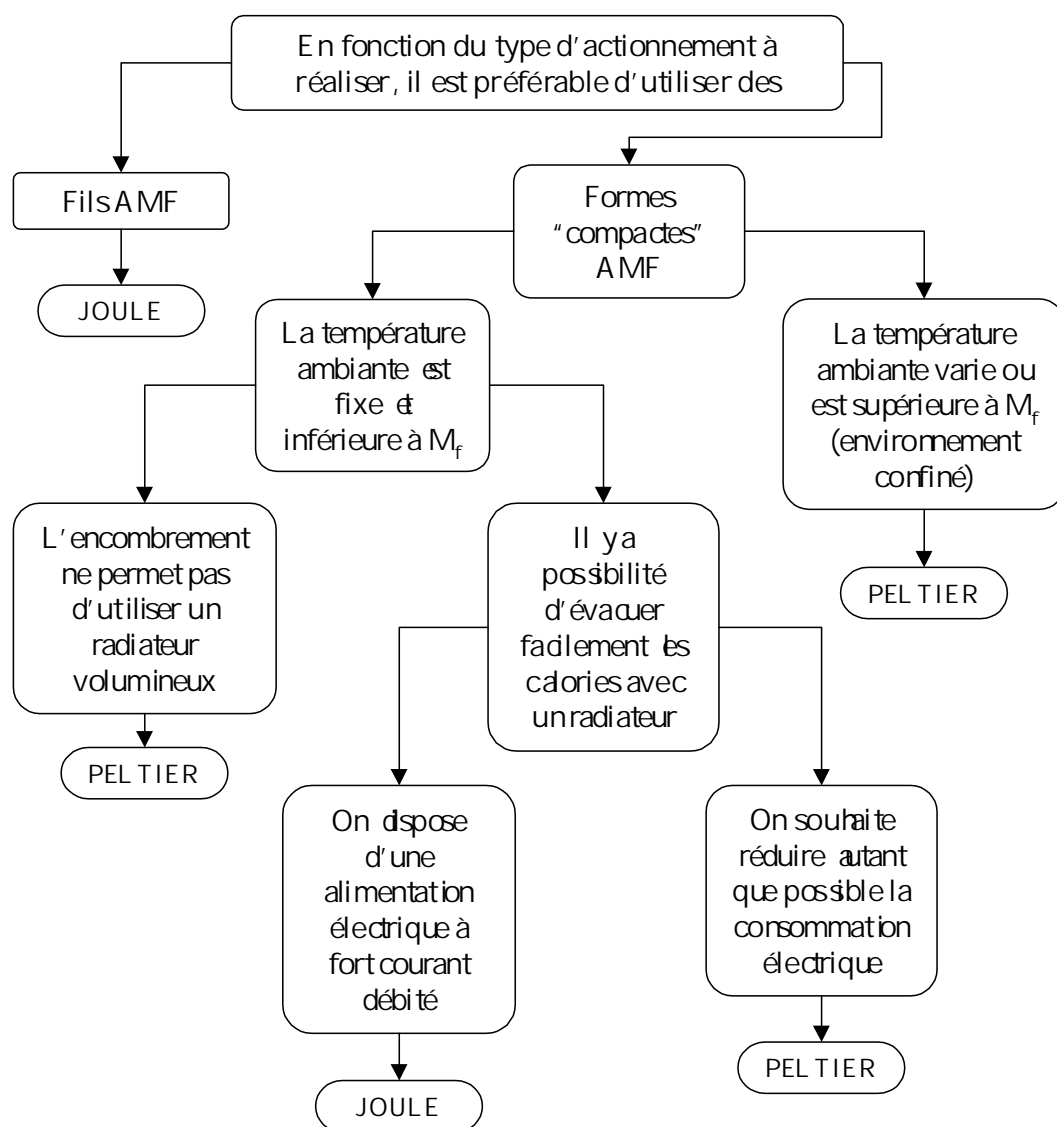 En fonction du type d'actionnement à
réaliser, il est préférable d'utiliser des
Fils AMF
JOULE
Formes
"compactes"
AMF
La température
ambiante est
fixe et
inférieure à M_f
La température
ambiante varie ou
est supérieure à M_f
(environnement
confiné)
PELTIER
L'encombrement
ne permet pas
d'utiliser un
radiateur
volumineux
PELTIER
Il y a
possibilité
d'évacuer
facilement les
calories avec
un radiateur
On dispose
d'une
alimentation
électrique à
fort courant
débité
JOULE
On souhaite
réduire autant
que possible la
consommation
électrique
PELTIER